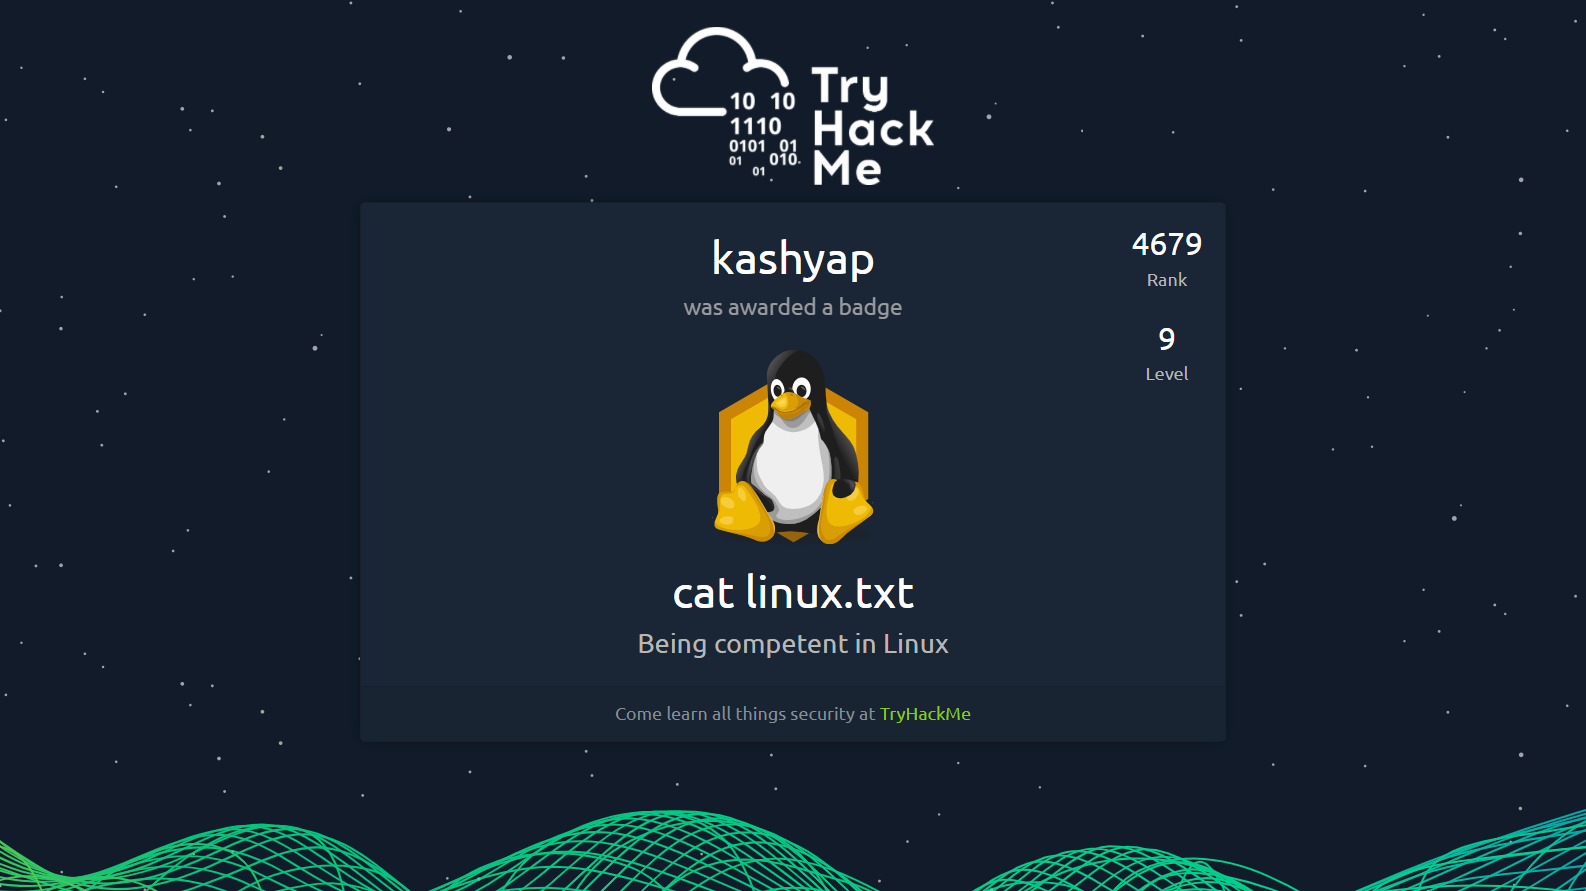 10 10
1110
0101 01
01 010
01
Try
Hack
Me
kashyap
was awarded a badge
4679
Rank
9
Level
cat linux.txt
Being competent in Linux
Come learn all things security at TryHackMe